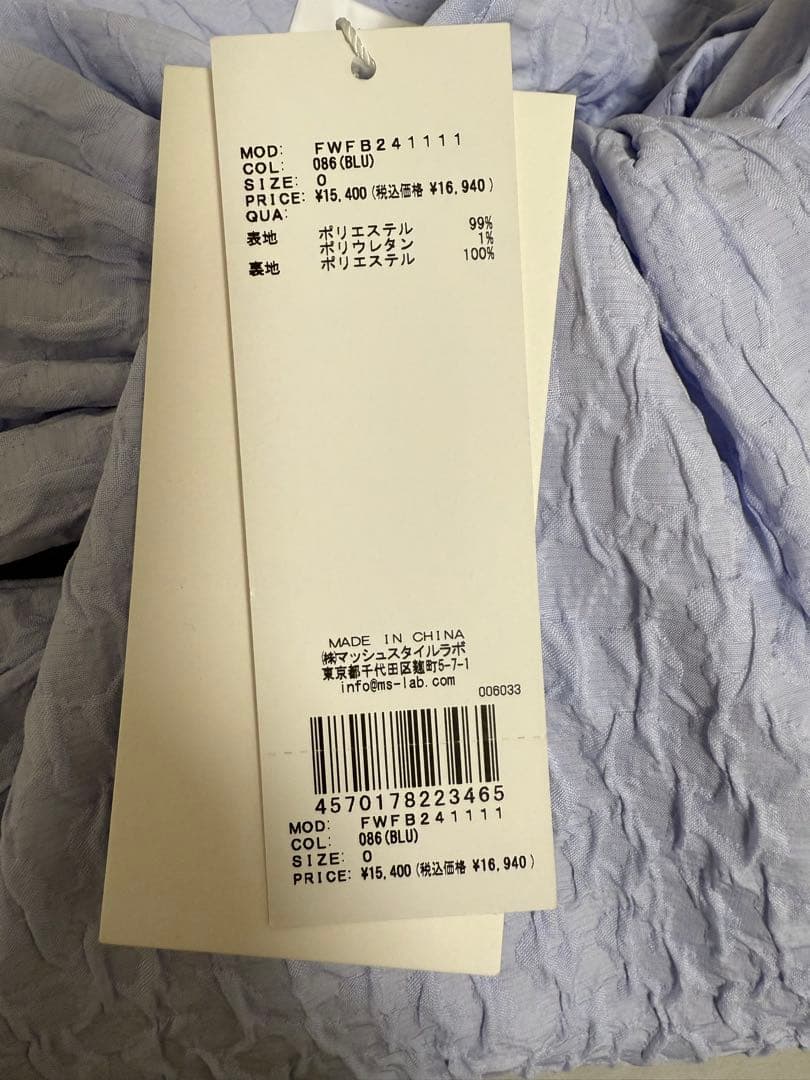 MOD: FWFB241111
COL: 086(BLU)
SIZE: 0
PRICE: ¥15,400(税込価格 ¥16,940)
QUA:
表地 ポリエステル 99%
ポリウレタン 1%
裏地 ポリエステル 100%
MADE IN CHINA
㈱マッシュスタイルラボ
東京都千代田区麹町5-7-1
info@ms-lab.com
006033
4570178223465
MOD: FWFB241111
COL: 086(BLU)
SIZE: 0
PRICE: ¥15,400(税込価格 ¥16,940)